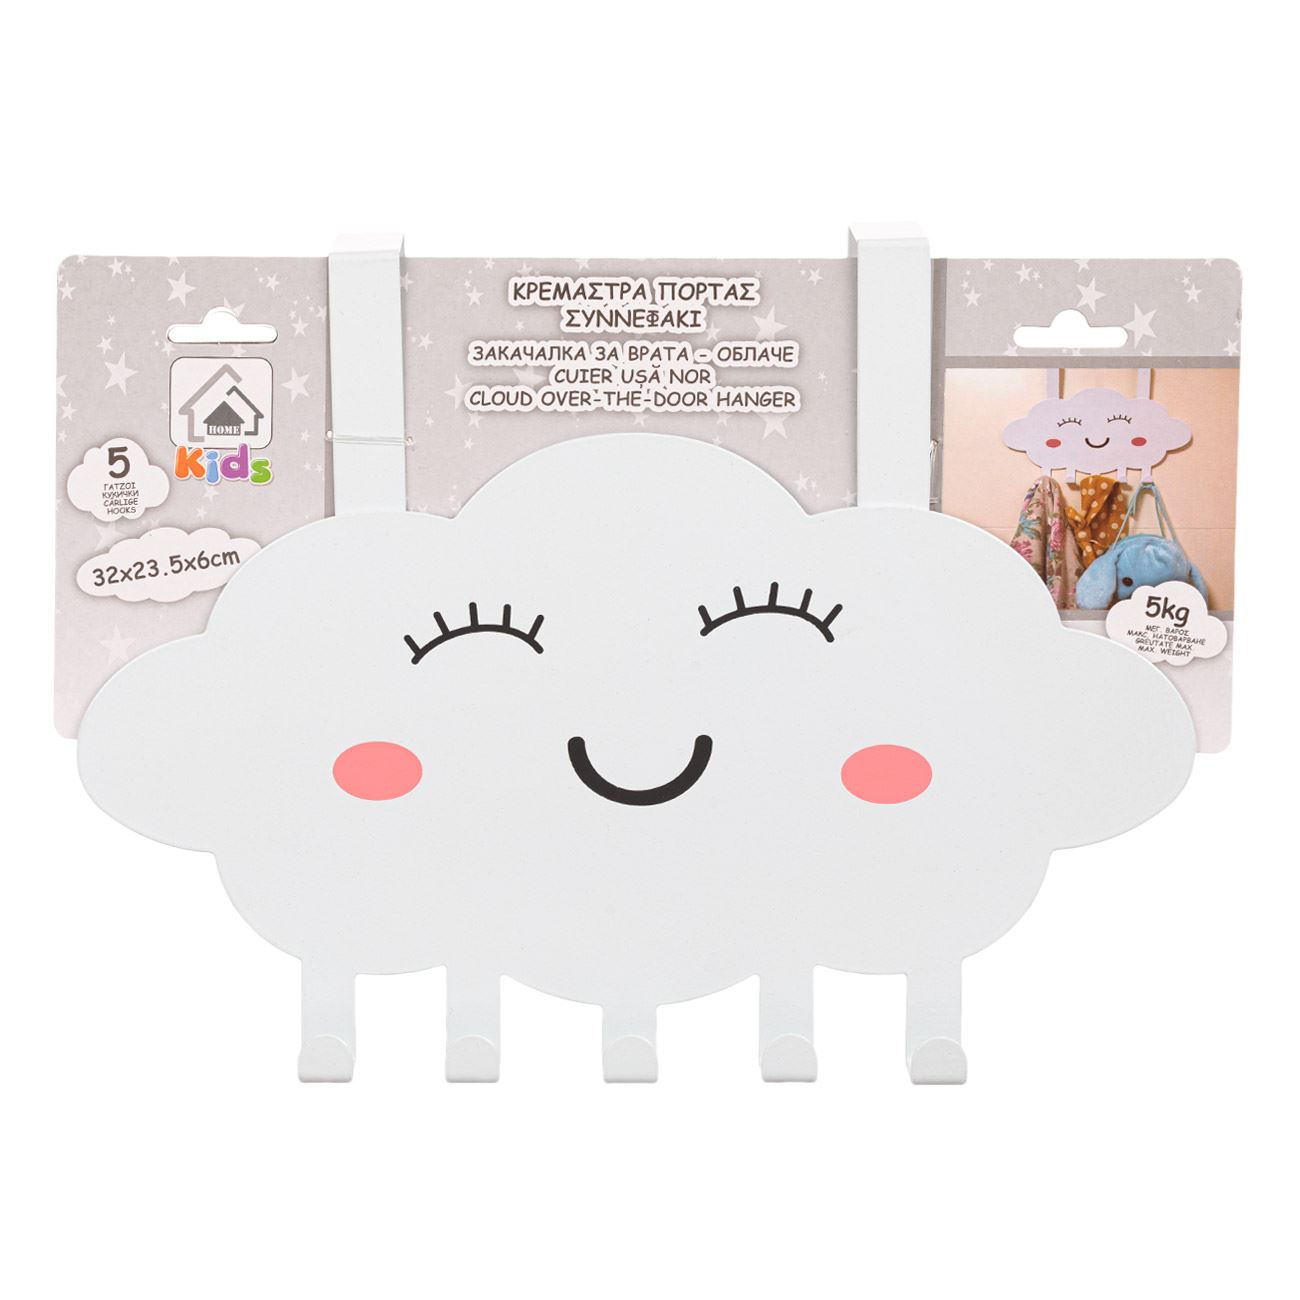 ΚΡΕΜΑΣΤΡΑ ΠΟΡΤΑΣ
ΣΥΝΝΕΦΑΚΙ
ЗАКАЧАЛКА ЗА ВРАТА - ОБЛАЧЕ
CUIER UȘĂ NOR
CLOUD OVER-THE-DOOR HANGER
HOME
Kids
5
ΓΑΤΖΟΙ
КУКИЧКИ
CÂRLIGE
HOOKS
32x23.5x6cm
5kg
ΜΕΓ. ΒΑΡΟΣ
МАКС. НАТОВАРВАНЕ
GREUTATE MAX.
MAX. WEIGHT